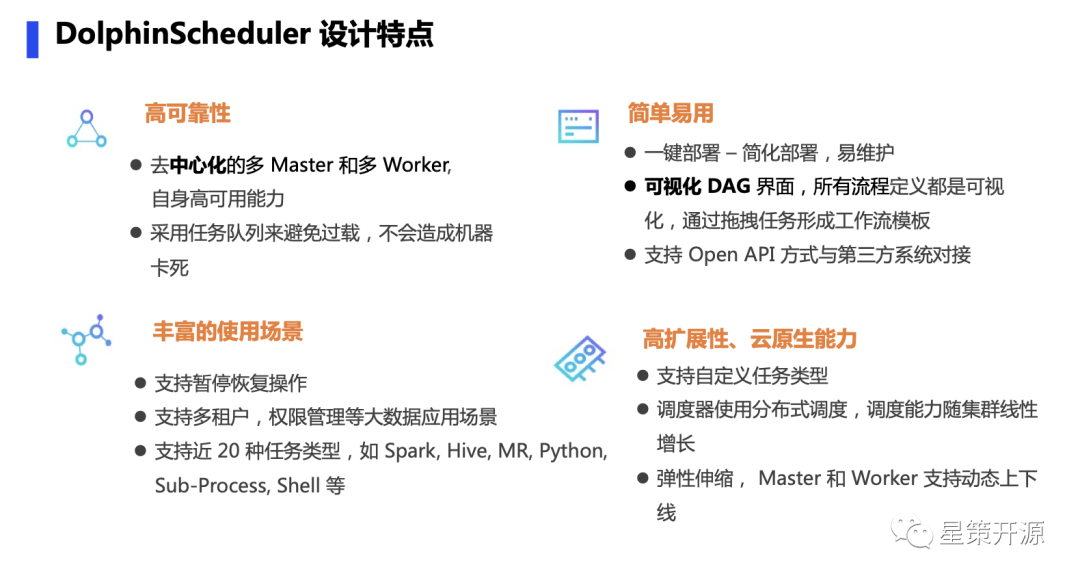 DolphinScheduler 设计特点
高可靠性
● 去中心化的多 Master 和多 Worker,
自身高可用能力
● 采用任务队列来避免过载，不会造成机器
卡死
简单易用
● 一键部署 – 简化部署，易维护
● 可视化 DAG 界面，所有流程定义都是可视
化，通过拖拽任务形成工作流模板
● 支持 Open API 方式与第三方系统对接
丰富的使用场景
● 支持暂停恢复操作
● 支持多租户，权限管理等大数据应用场景
● 支持近 20 种任务类型，如 Spark, Hive, MR, Python,
Sub-Process, Shell 等
高扩展性、云原生能力
● 支持自定义任务类型
● 调度器使用分布式调度，调度能力随集群线性
增长
● 弹性伸缩， Master 和 Worker 支持动态上下
线
星策开源